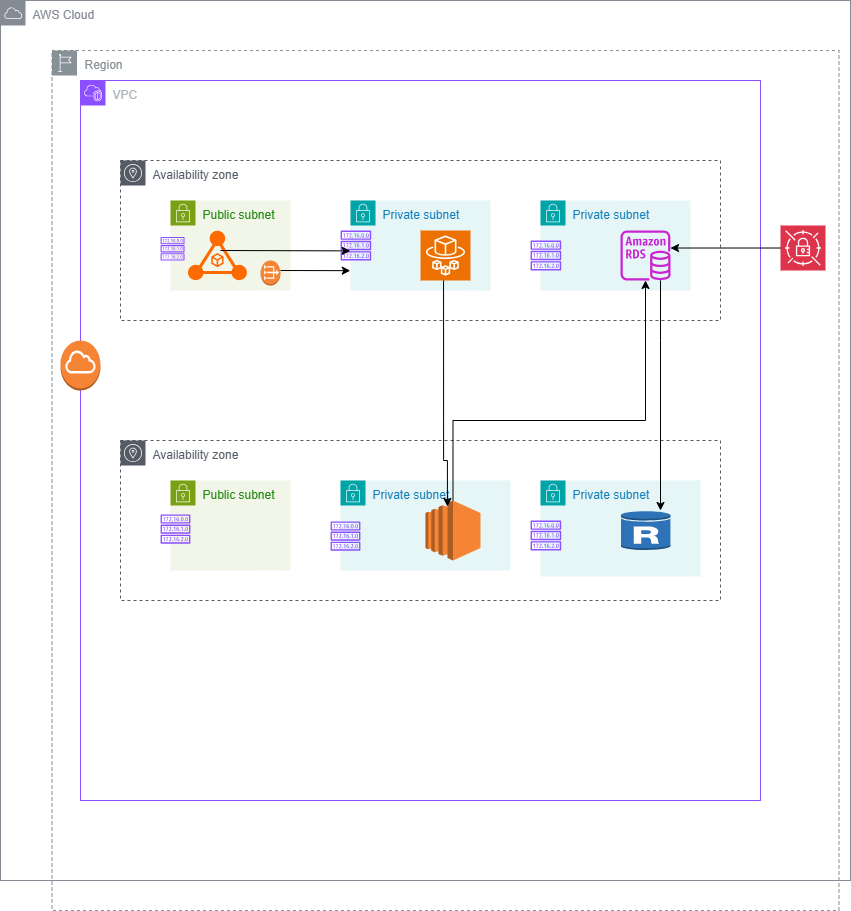 AWS Cloud
Region
VPC
Availability zone
Public subnet
Private subnet
Private subnet
172.16.0.0
172.16.1.0
172.16.2.0
172.16.0.0
172.16.1.0
172.16.2.0
172.16.0.0
172.16.1.0
172.16.2.0
Amazon
RDS
Availability zone
Public subnet
Private subnet
Private subnet
172.16.0.0
172.16.1.0
172.16.2.0
172.16.0.0
172.16.1.0
172.16.2.0
172.16.0.0
172.16.1.0
172.16.2.0
R